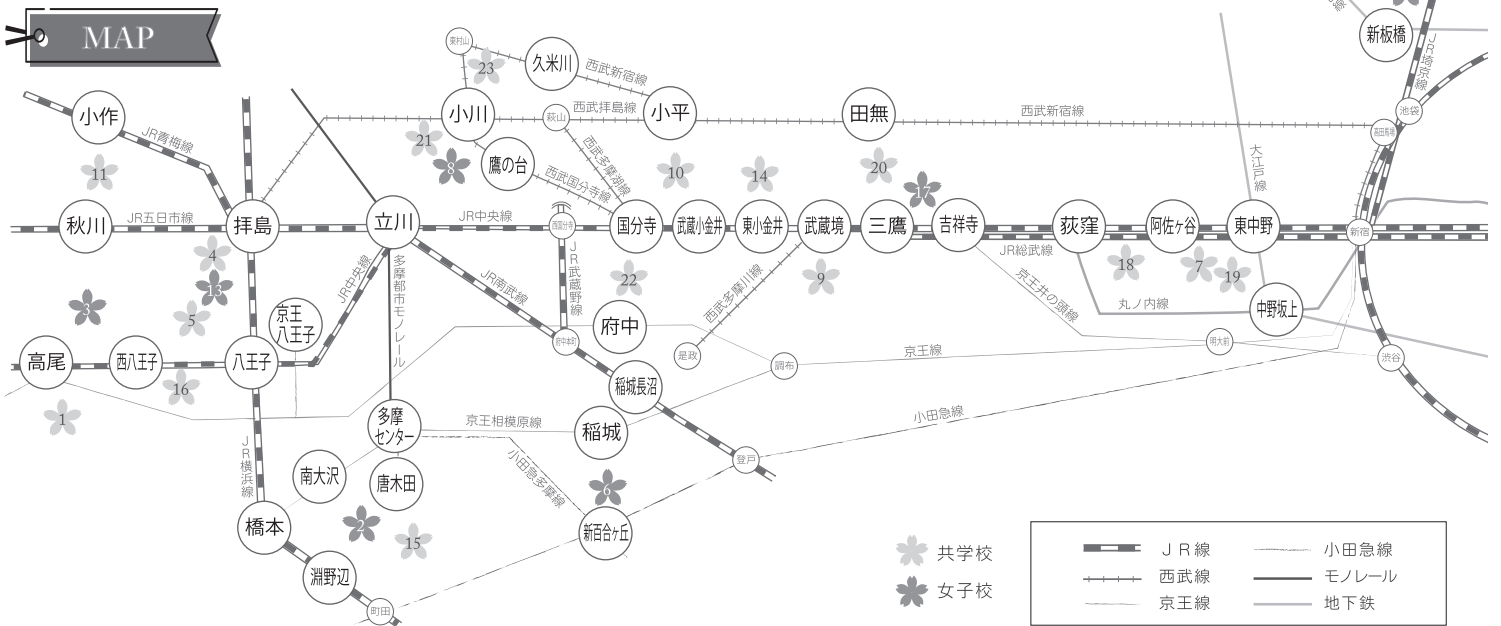 MAP
新板橋
JR埼京線
東村山
23
久米川
西武新宿線
小作
JR青梅線
小川
萩山
西武拝島線
小平
田無
西武新宿線
池袋
高田馬場
21
8
鷹の台
西武多摩湖線
西武国分寺線
10
14
20
17
大江戸線
11
秋川
JR五日市線
拝島
立川
JR中央線
西国分寺
国分寺
武蔵小金井
東小金井
武蔵境
三鷹
吉祥寺
JR総武線
荻窪
阿佐ヶ谷
東中野
新宿
4
13
3
5
京王
八王子
JR中央線
多摩都市モノレール
JR南武線
JR武蔵野線
22
西武多摩川線
9
京王井の頭線
18
7
19
丸ノ内線
中野坂上
府中
府中本町
是政
調布
京王線
明大前
渋谷
高尾
西八王子
八王子
16
1
稲城長沼
多摩
センター
京王相模原線
稲城
小田急線
JR横浜線
南大沢
唐木田
小田急多摩線
登戸
6
橋本
2
15
新百合ヶ丘
淵野辺
町田
共学校
女子校
JR線
西武線
京王線
小田急線
モノレール
地下鉄